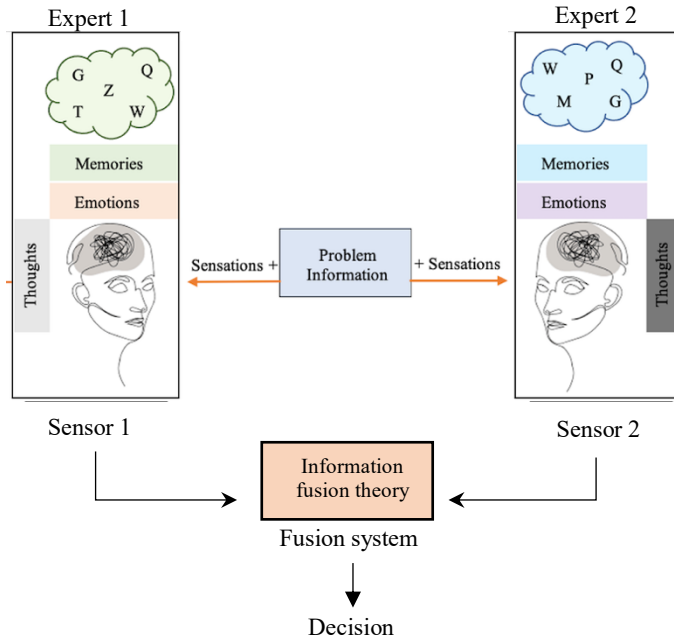 Expert 1
Expert 2
G
Q
Z
T
W
W
P
Q
M
G
Memories
Memories
Emotions
Emotions
Thoughts
Sensations +
Problem
Information
+ Sensations
Thoughts
Sensor 1
Sensor 2
Information
fusion theory
Fusion system
Decision